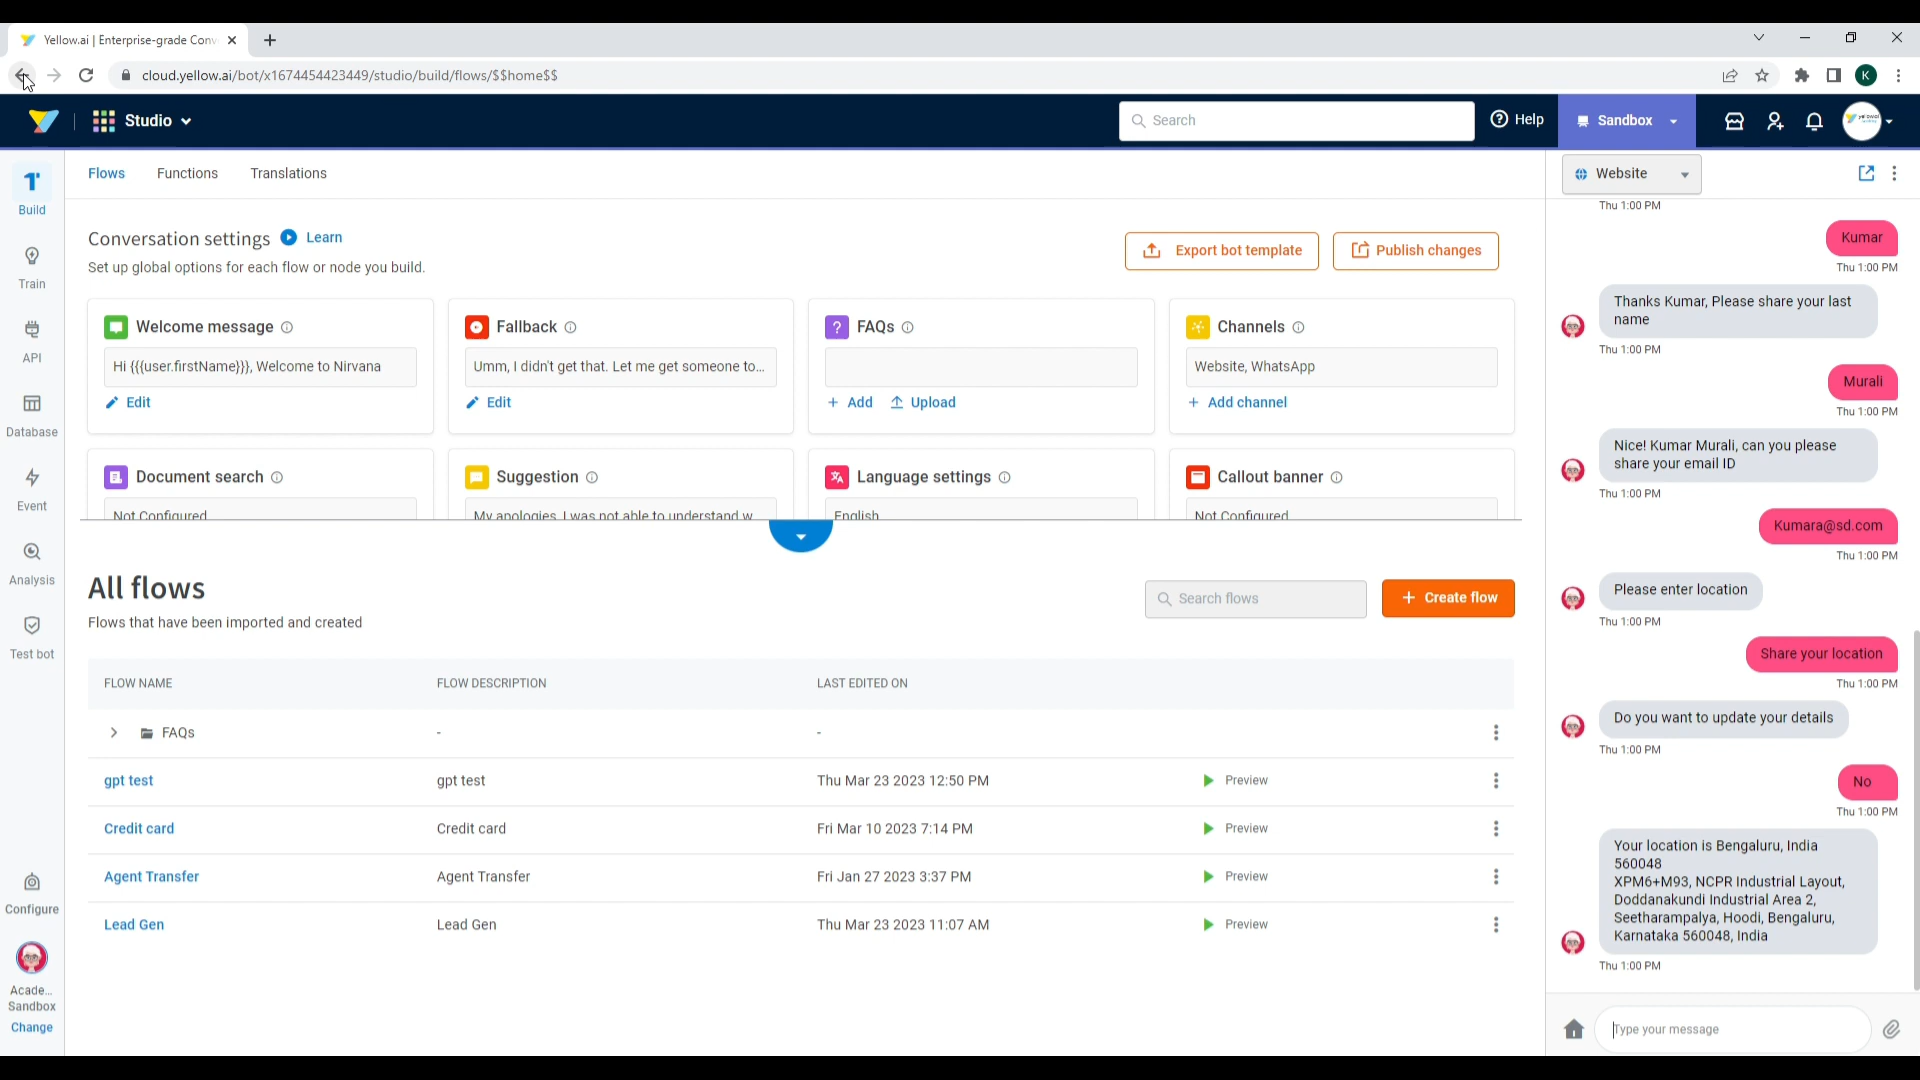 Yellow.ai | Enterprise-grade Conv
cloud.yellow.ai/bot/x1674454423449/studio/build/flows/$$home$$
K
Studio
Search
Help
Sandbox
Build
Train
API
Database
Event
Analysis
Test bot
Configure
Acade...
Sandbox
Change
Flows
Functions
Translations
Conversation settings
Learn
Set up global options for each flow or node you build.
Export bot template
Publish changes
Welcome message
Hi {{{user.firstName}}}, Welcome to Nirvana
Edit
Fallback
Umm, I didn't get that. Let me get someone to...
Edit
FAQs
+ Add
Upload
Channels
Website, WhatsApp
+ Add channel
Document search
Not Configured
Suggestion
My apologies, I was not able to understand w
Language settings
English
Callout banner
Not Configured
All flows
Flows that have been imported and created
Search flows
+ Create flow
FLOW NAME
FLOW DESCRIPTION
LAST EDITED ON
FAQs
-
-
gpt test
gpt test
Thu Mar 23 2023 12:50 PM
Preview
Credit card
Credit card
Fri Mar 10 2023 7:14 PM
Preview
Agent Transfer
Agent Transfer
Fri Jan 27 2023 3:37 PM
Preview
Lead Gen
Lead Gen
Thu Mar 23 2023 11:07 AM
Preview
Website
Thu 1:00 PM
Kumar
Thu 1:00 PM
Thanks Kumar, Please share your last
name
Thu 1:00 PM
Murali
Thu 1:00 PM
Nice! Kumar Murali, can you please
share your email ID
Thu 1:00 PM
Kumara@sd.com
Thu 1:00 PM
Please enter location
Thu 1:00 PM
Share your location
Thu 1:00 PM
Do you want to update your details
Thu 1:00 PM
No
Thu 1:00 PM
Your location is Bengaluru, India
560048
XPM6+M93, NCPR Industrial Layout,
Doddanakundi Industrial Area 2,
Seetharampalya, Hoodi, Bengaluru,
Karnataka 560048, India
Thu 1:00 PM
Type your message